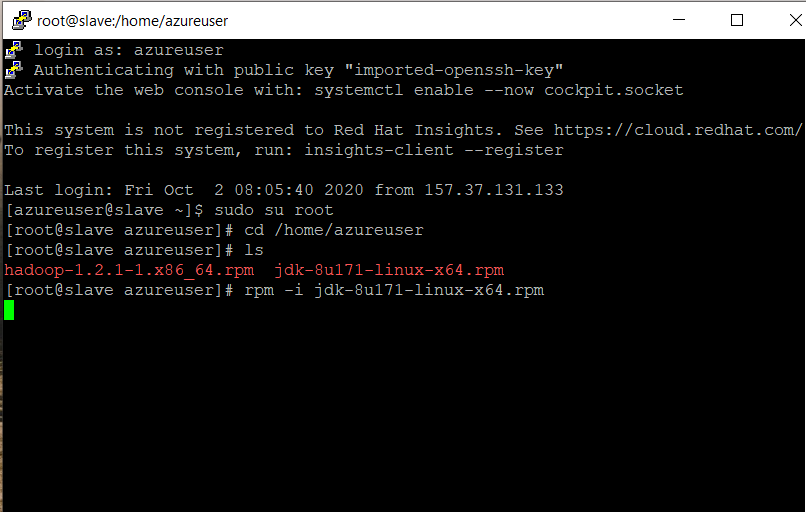 root@slave:/home/azureuser
login as: azureuser
Authenticating with public key "imported-openssh-key"
Activate the web console with: systemctl enable --now cockpit.socket
This system is not registered to Red Hat Insights. See https://cloud.redhat.com/
To register this system, run: insights-client --register
Last login: Fri Oct  2 08:05:40 2020 from 157.37.131.133
[azureuser@slave ~]$ sudo su root
[root@slave azureuser]# cd /home/azureuser
[root@slave azureuser]# ls
hadoop-1.2.1-1.x86_64.rpm  jdk-8u171-linux-x64.rpm
[root@slave azureuser]# rpm -i jdk-8u171-linux-x64.rpm